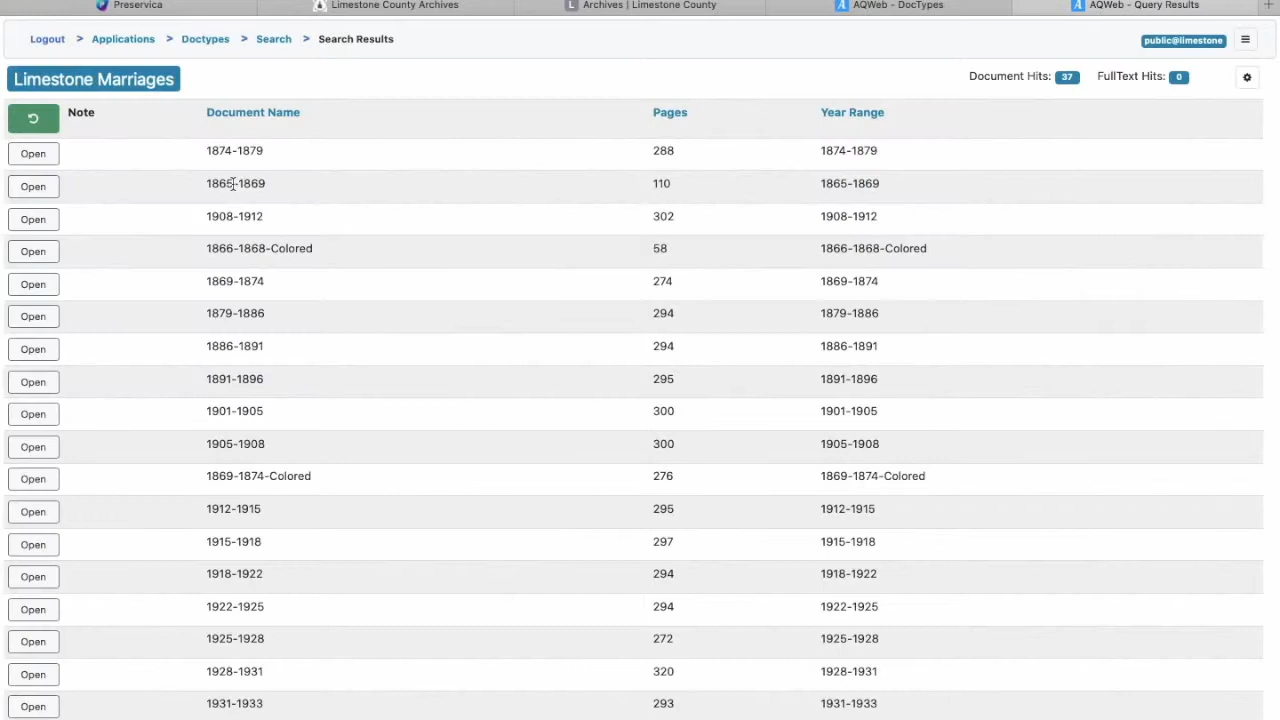 Preservica Limestone County Archives Archives | Limestone County AQWeb - DocTypes AQWeb - Query Results
Logout > Applications > Doctypes > Search > Search Results public@limestone
Limestone Marriages Document Hits: 37 FullText Hits: 0
Note Document Name Pages Year Range
Open 1874-1879 288 1874-1879
Open 1865-1869 110 1865-1869
Open 1908-1912 302 1908-1912
Open 1866-1868-Colored 58 1866-1868-Colored
Open 1869-1874 274 1869-1874
Open 1879-1886 294 1879-1886
Open 1886-1891 294 1886-1891
Open 1891-1896 295 1891-1896
Open 1901-1905 300 1901-1905
Open 1905-1908 300 1905-1908
Open 1869-1874-Colored 276 1869-1874-Colored
Open 1912-1915 295 1912-1915
Open 1915-1918 297 1915-1918
Open 1918-1922 294 1918-1922
Open 1922-1925 294 1922-1925
Open 1925-1928 272 1925-1928
Open 1928-1931 320 1928-1931
Open 1931-1933 293 1931-1933